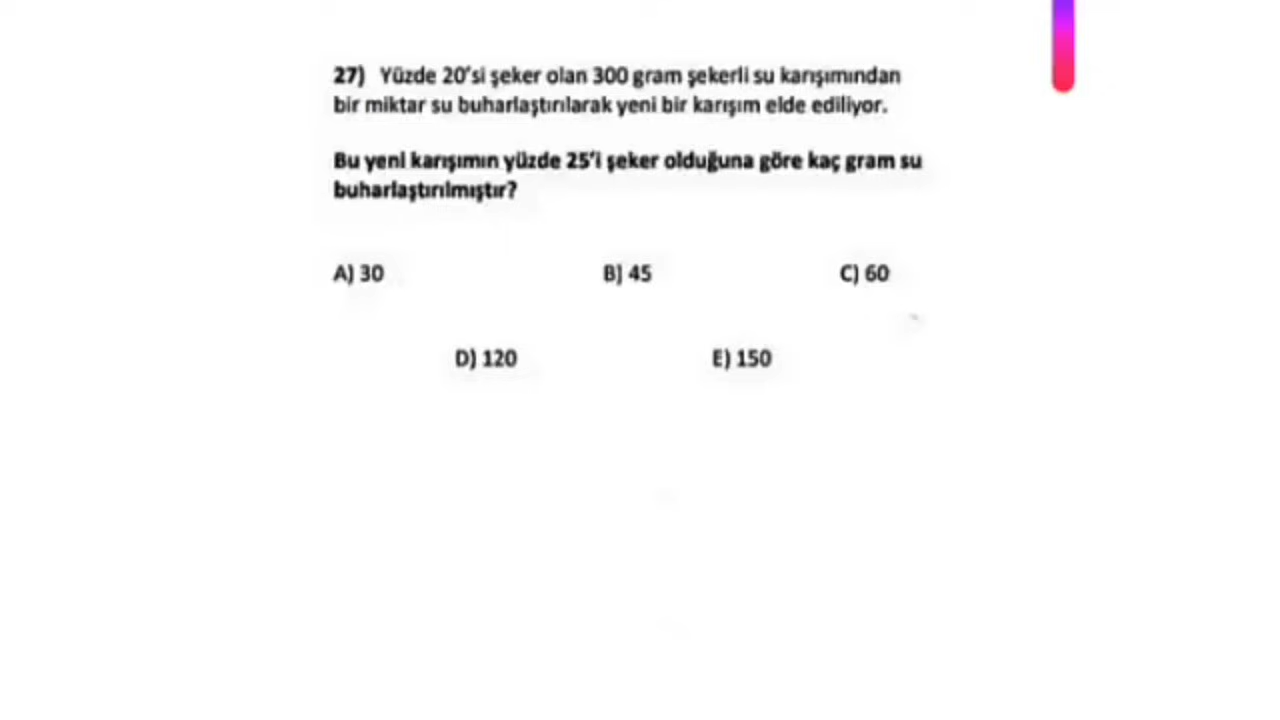 27) Yüzde 20'si şeker olan 300 gram şekerli su karışımından
bir miktar su buharlaştırılarak yeni bir karışım elde ediliyor.
Bu yeni karışımın yüzde 25'i şeker olduğuna göre kaç gram su
buharlaştırılmıştır?
A) 30 B) 45 C) 60
D) 120 E) 150